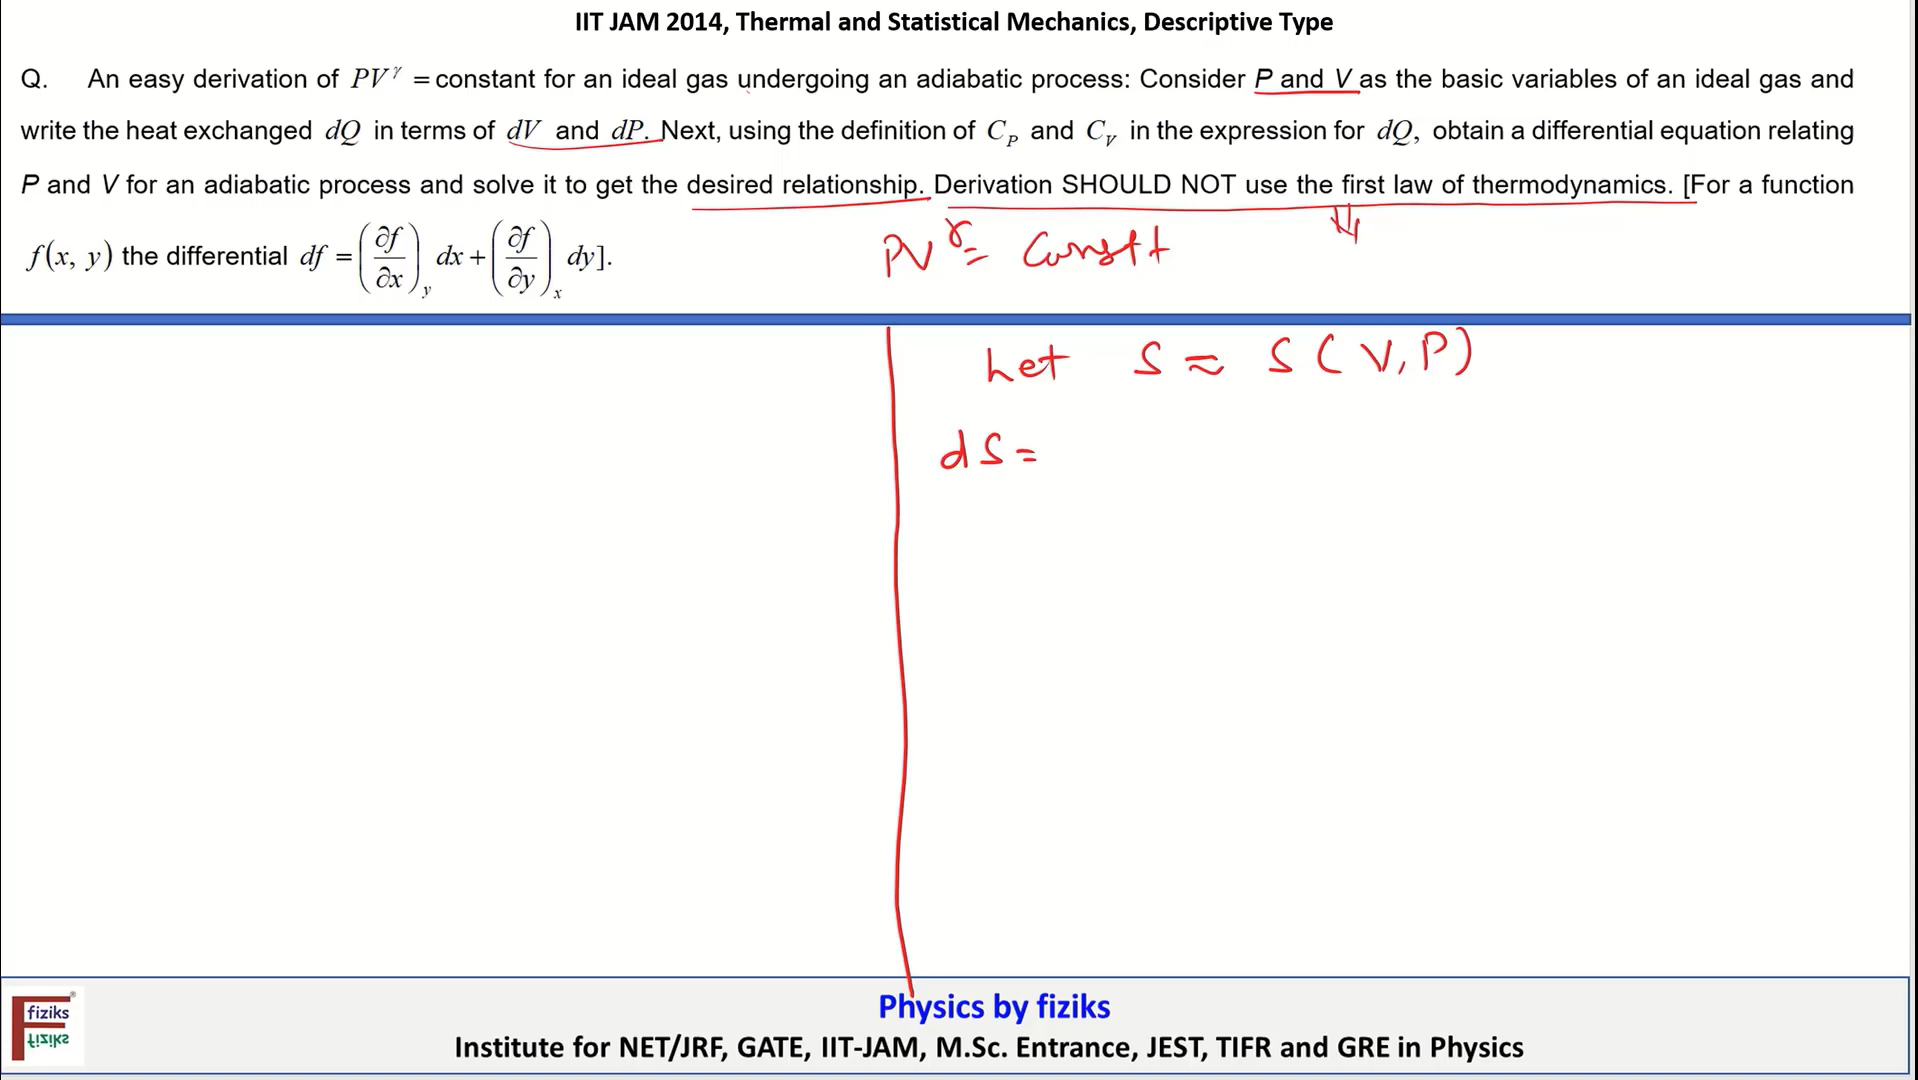 IIT JAM 2014, Thermal and Statistical Mechanics, Descriptive Type
Q. An easy derivation of PV^γ = constant for an ideal gas undergoing an adiabatic process: Consider P and V as the basic variables of an ideal gas and
write the heat exchanged dQ in terms of dV and dP. Next, using the definition of C_P and C_V in the expression for dQ, obtain a differential equation relating
P and V for an adiabatic process and solve it to get the desired relationship. Derivation SHOULD NOT use the first law of thermodynamics. [For a function
f(x, y) the differential df = (∂f/∂x)_y dx + (∂f/∂y)_x dy].
PV^γ = Constt
Let S ≈ S(V,P)
dS =
fiziks
fiziks
Physics by fiziks
Institute for NET/JRF, GATE, IIT-JAM, M.Sc. Entrance, JEST, TIFR and GRE in Physics